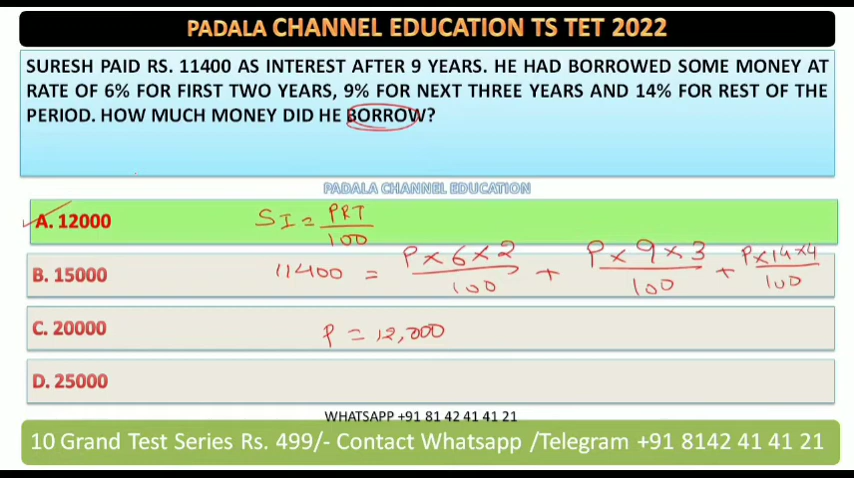 PADALA CHANNEL EDUCATION TS TET 2022
SURESH PAID RS. 11400 AS INTEREST AFTER 9 YEARS. HE HAD BORROWED SOME MONEY AT
RATE OF 6% FOR FIRST TWO YEARS, 9% FOR NEXT THREE YEARS AND 14% FOR REST OF THE
PERIOD. HOW MUCH MONEY DID HE BORROW?
PADALA CHANNEL EDUCATION
A. 12000
SI = PRT/100
B. 15000
11400 = P×6×2/100 + P×9×3/100 + P×14×4/100
C. 20000
P = 12,000
D. 25000
WHATSAPP +91 81 42 41 41 21
10 Grand Test Series Rs. 499/- Contact Whatsapp /Telegram +91 8142 41 41 21